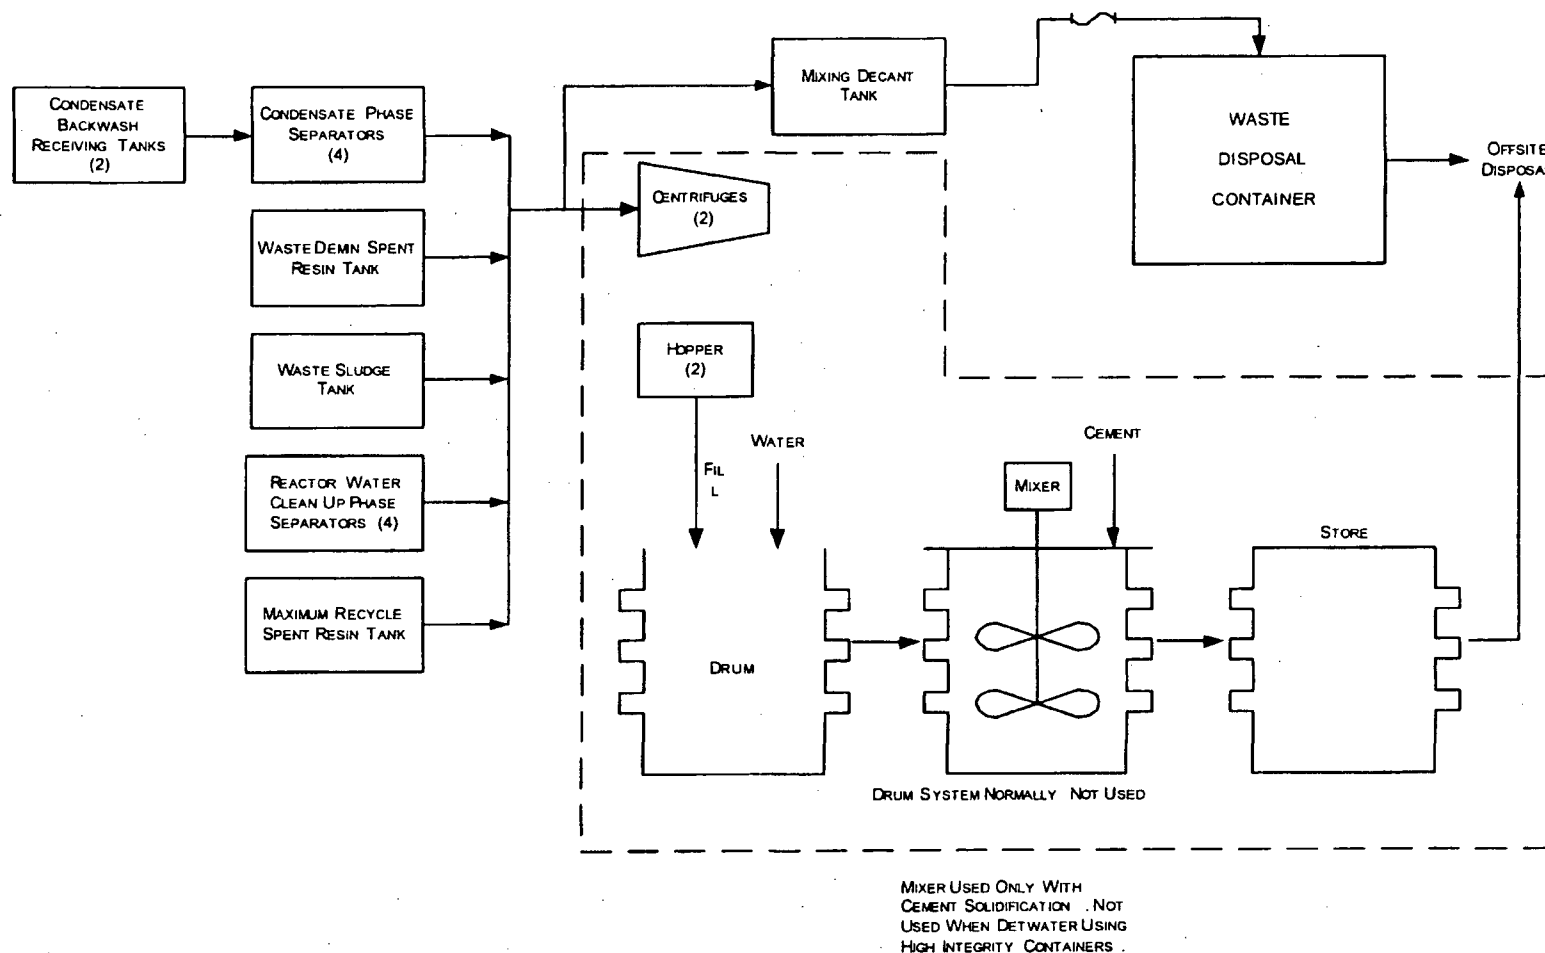 CONDENSATE
BACKWASH
RECEIVING TANKS
(2)
CONDENSATE PHASE
SEPARATORS
(4)
WASTE DEMIN SPENT
RESIN TANK
WASTE SLUDGE
TANK
REACTOR WATER
CLEAN UP PHASE
SEPARATORS (4)
MAXIMUM RECYCLE
SPENT RESIN TANK
MIXING DECANT
TANK
CENTRIFUGES
(2)
WASTE
DISPOSAL
CONTAINER
OFFSITE
DISPOSAL
HOPPER
(2)
FIL
L
WATER
DRUM
MIXER
CEMENT
STORE
DRUM SYSTEM NORMALLY NOT USED
MIXER USED ONLY WITH
CEMENT SOLIDIFICATION . NOT
USED WHEN DETWATER USING
HIGH INTEGRITY CONTAINERS .